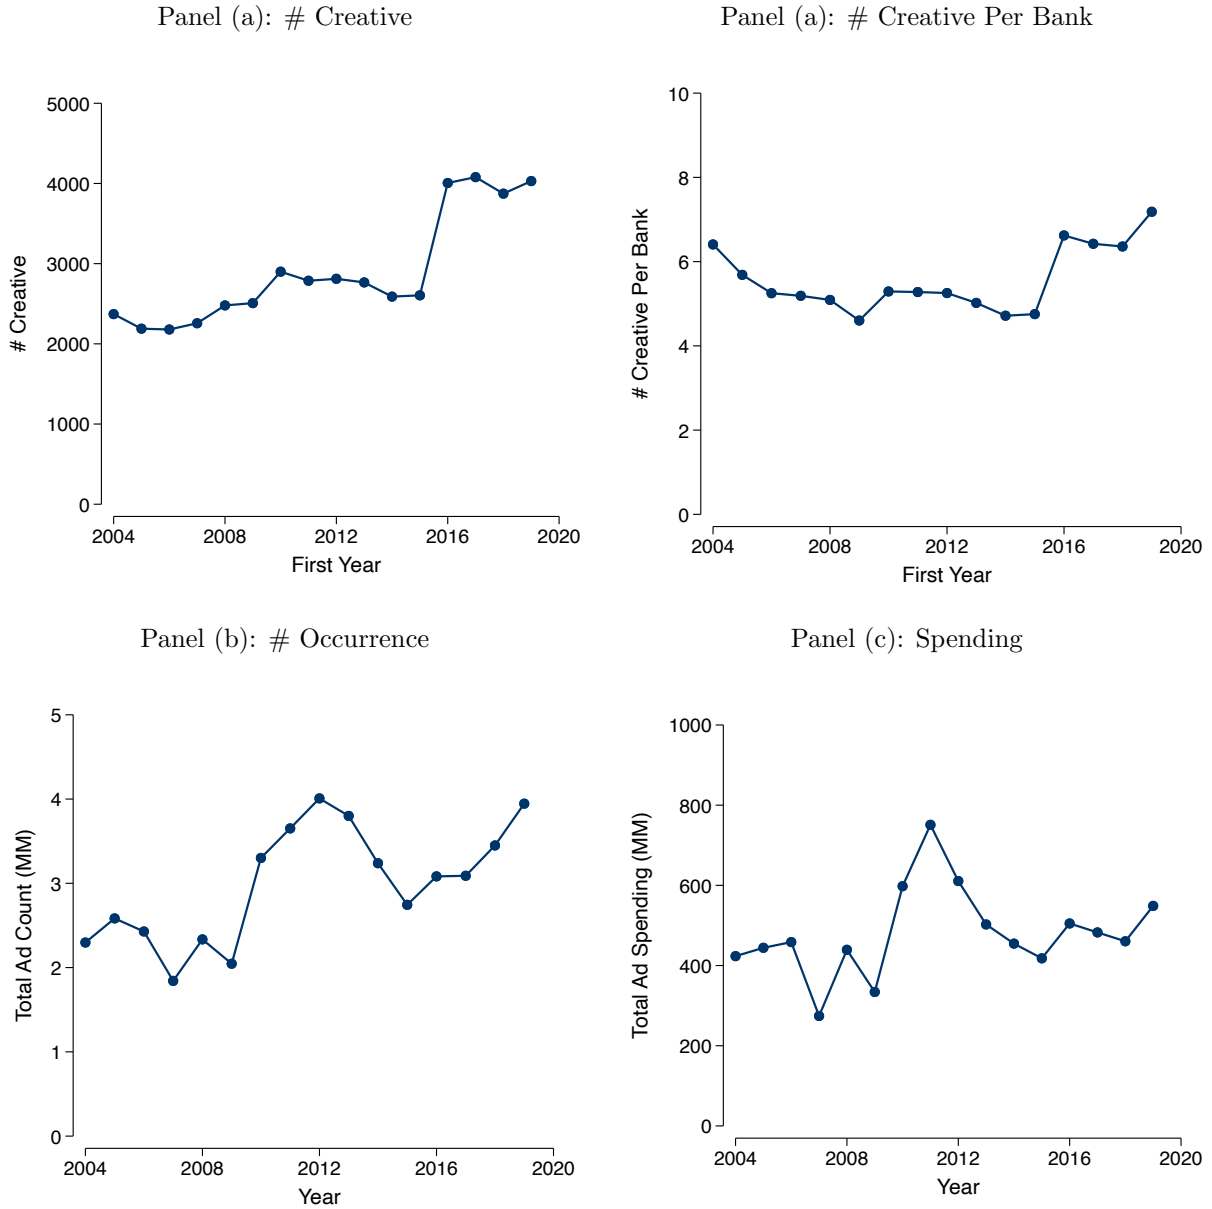 Panel (a): # Creative
5000
4000
3000
2000
1000
0
# Creative
2004 2008 2012 2016 2020
First Year
Panel (a): # Creative Per Bank
10
8
6
4
2
0
# Creative Per Bank
2004 2008 2012 2016 2020
First Year
Panel (b): # Occurrence
5
4
3
2
1
0
Total Ad Count (MM)
2004 2008 2012 2016 2020
Year
Panel (c): Spending
1000
800
600
400
200
0
Total Ad Spending (MM)
2004 2008 2012 2016 2020
Year